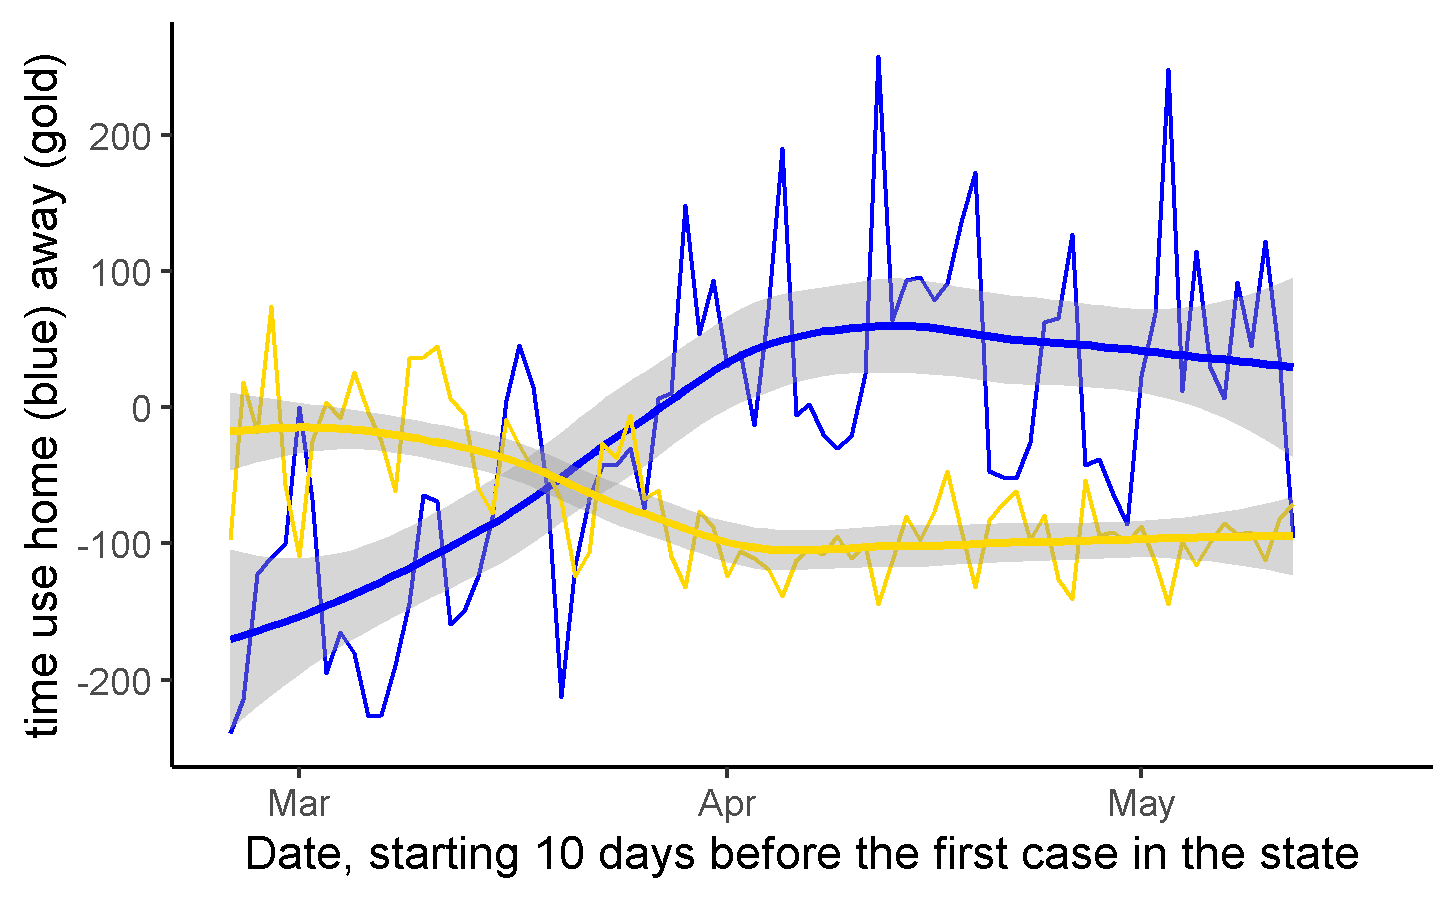 time use home (blue) away (gold)
200
100
0
-100
-200
Mar Apr May
Date, starting 10 days before the first case in the state